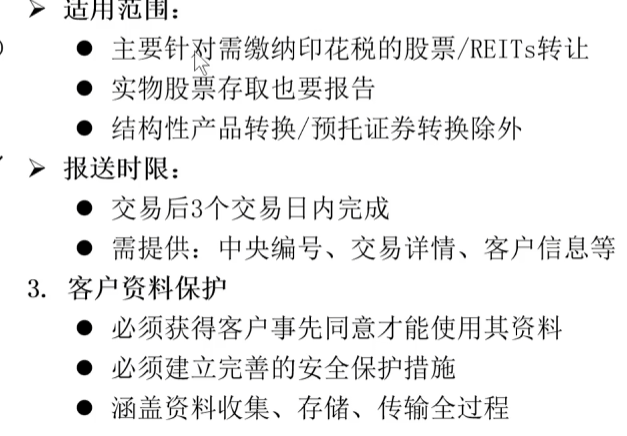 ➢ 适用范围：
● 主要针对需缴纳印花税的股票/REITs转让
● 实物股票存取也要报告
● 结构性产品转换/预托证券转换除外
➢ 报送时限：
● 交易后3个交易日内完成
● 需提供：中央编号、交易详情、客户信息等
3. 客户资料保护
● 必须获得客户事先同意才能使用其资料
● 必须建立完善的安全保护措施
● 涵盖资料收集、存储、传输全过程